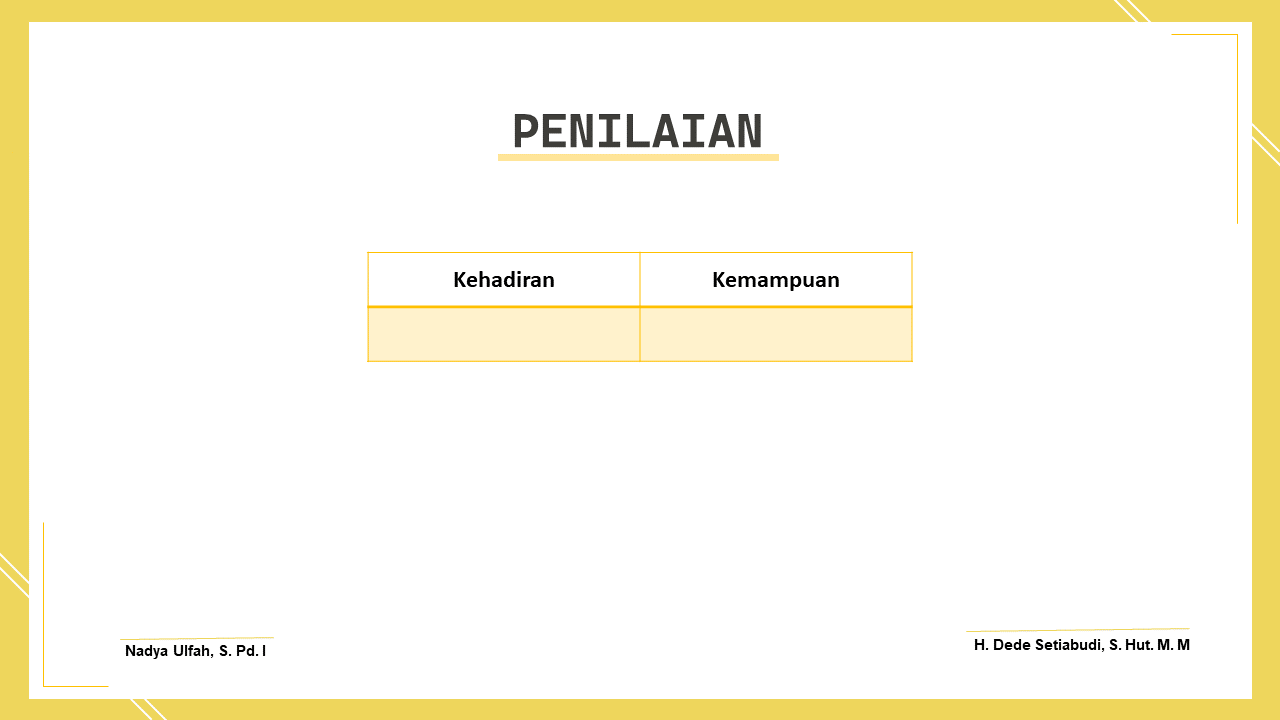 PENILAIAN
Kehadiran Kemampuan
Nadya Ulfah, S. Pd. I
H. Dede Setiabudi, S. Hut. M. M